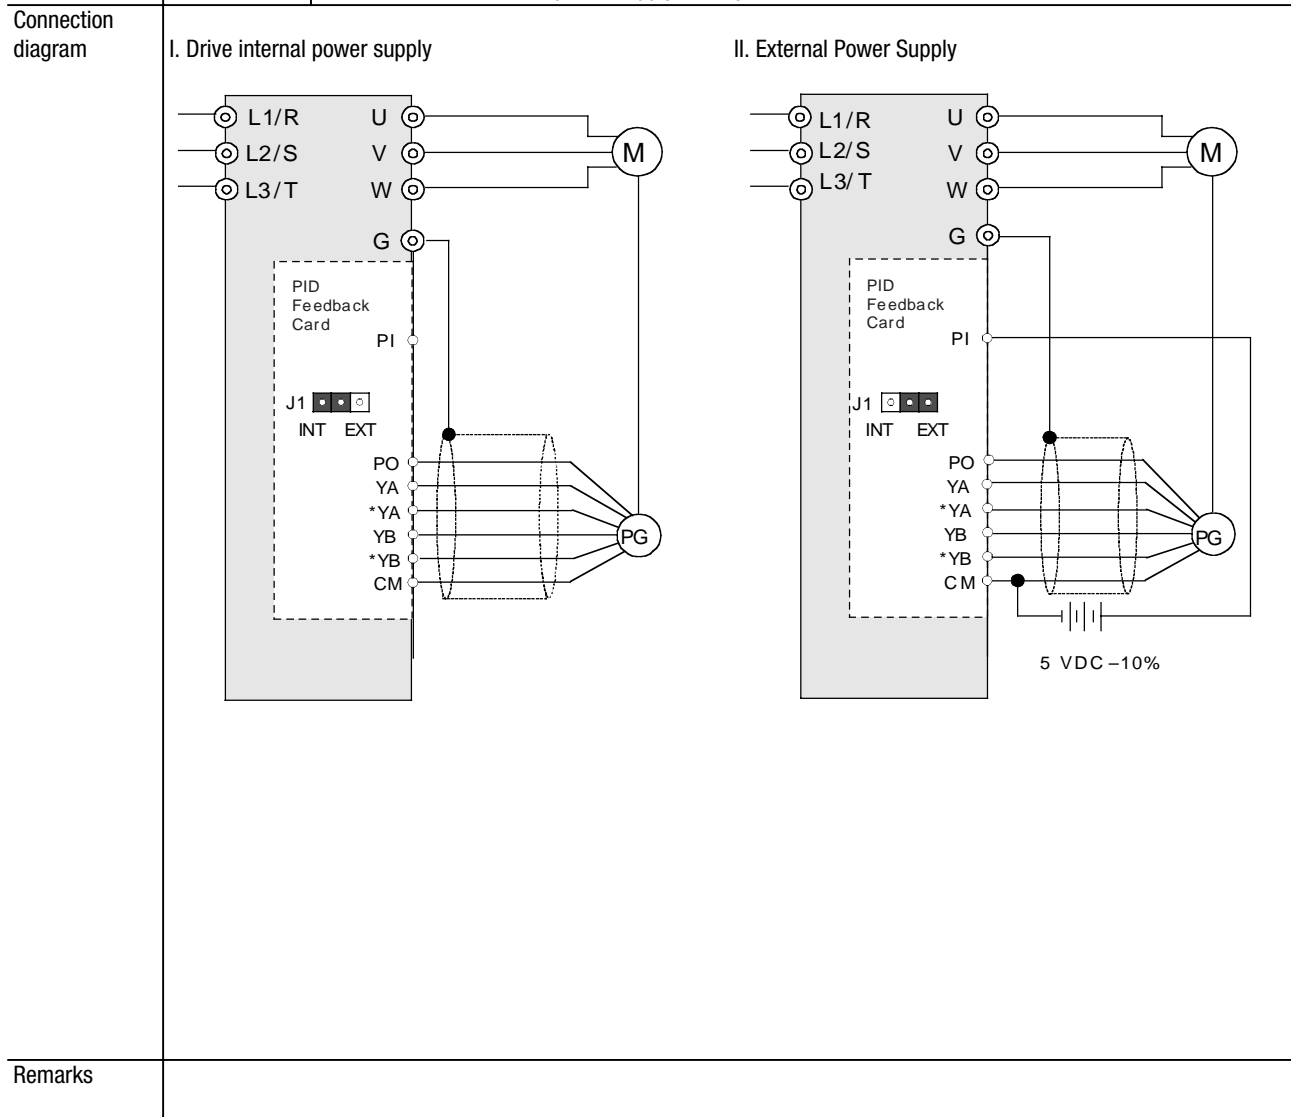 Connection
diagram
I. Drive internal power supply
II. External Power Supply
L1/R
U
L2/S
V
M
L3/T
W
G
PID
Feedback
Card
PI
J1
INT EXT
PO
YA
*YA
YB
PG
*YB
CM
L1/R
U
L2/S
V
M
L3/T
W
G
PID
Feedback
Card
PI
J1
INT EXT
PO
YA
*YA
YB
PG
*YB
CM
5 VDC –10%
Remarks